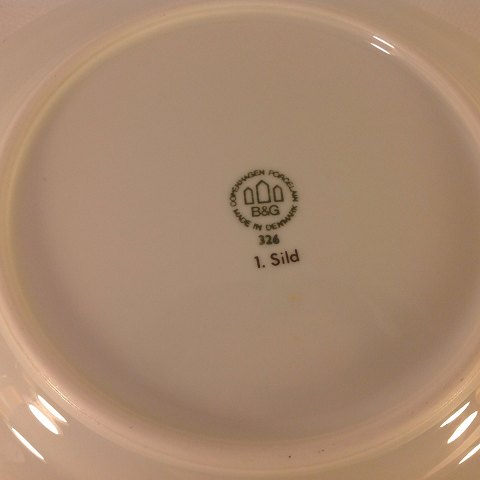 COPENHAGEN PORCELAIN
B&G
MADE IN DENMARK
326
1. Sild